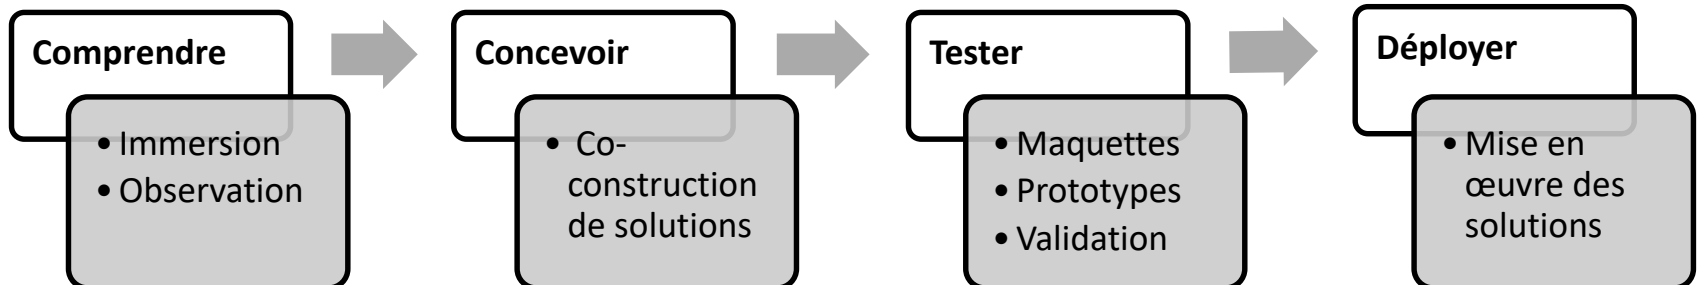 Comprendre
• Immersion
• Observation
Concevoir
• Co-
construction
de solutions
Tester
• Maquettes
• Prototypes
• Validation
Déployer
• Mise en
œuvre des
solutions